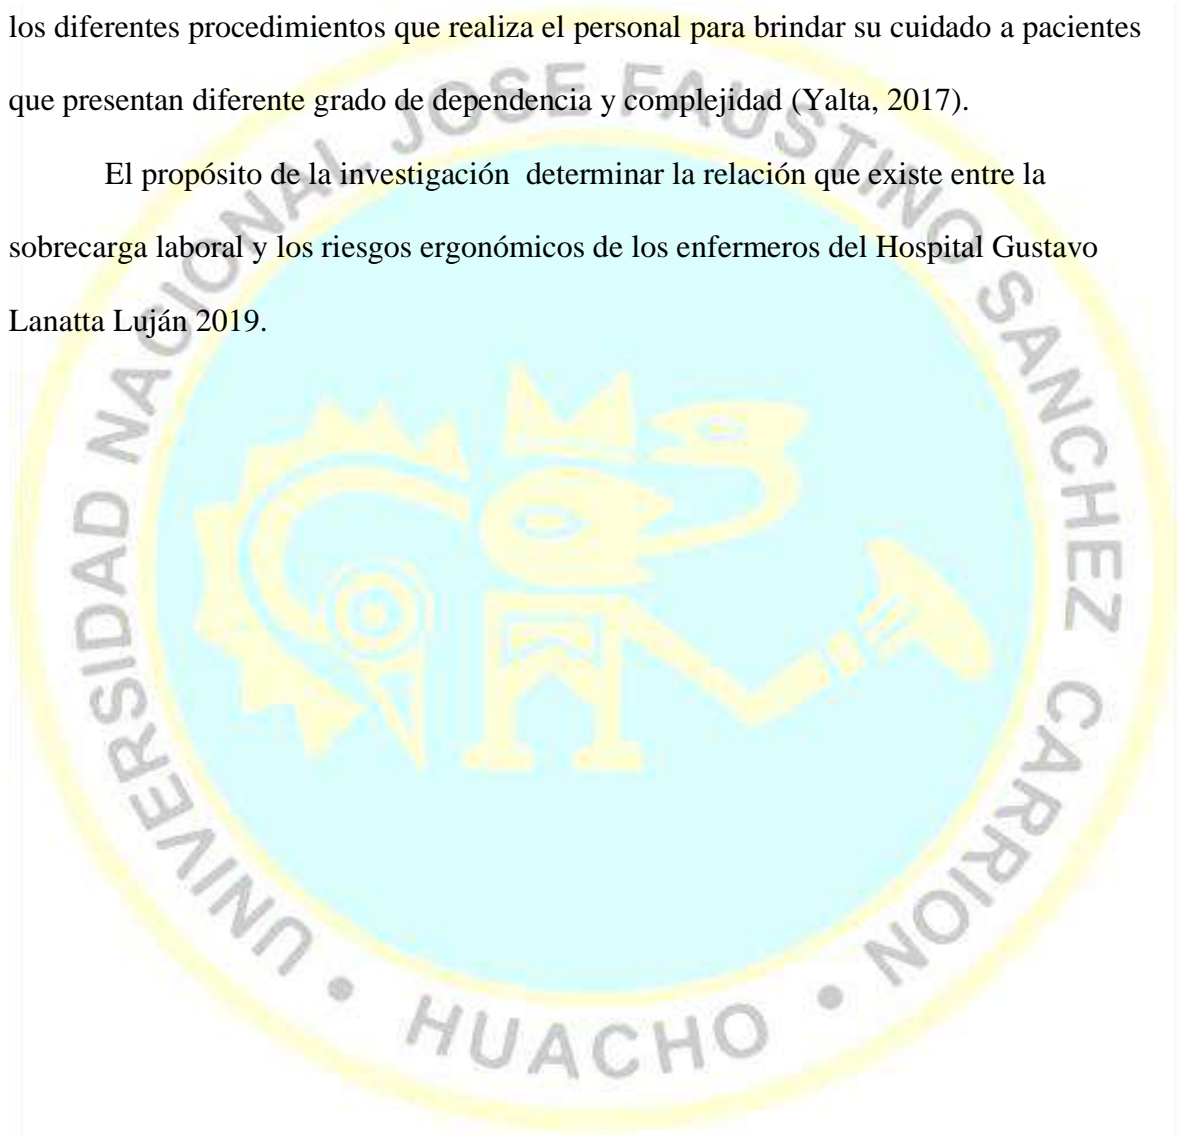 los diferentes procedimientos que realiza el personal para brindar su cuidado a pacientes
que presentan diferente grado de dependencia y complejidad (Yalta, 2017).
El propósito de la investigación  determinar la relación que existe entre la
sobrecarga laboral y los riesgos ergonómicos de los enfermeros del Hospital Gustavo
Lanatta Luján 2019.
UNIVERSIDAD NACIONAL JOSE FAUSTINO SANCHEZ CARRION
• HUACHO •